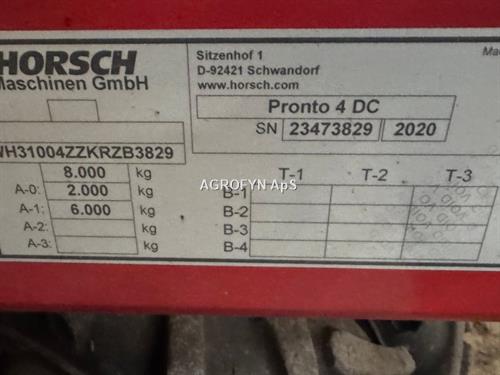 HORSCH
Maschinen GmbH
Sitzenhof 1
D-92421 Schwandorf
www.horsch.com
Pronto 4 DC
SN 23473829 2020
WH31004ZZKRZB3829
8.000 kg
A-0: 2.000 kg
A-1: 6.000 kg
A-2: kg
A-3: kg
T-1 T-2 T-3
B-1
B-2
B-3
B-4
AGROFYN ApS
VOID